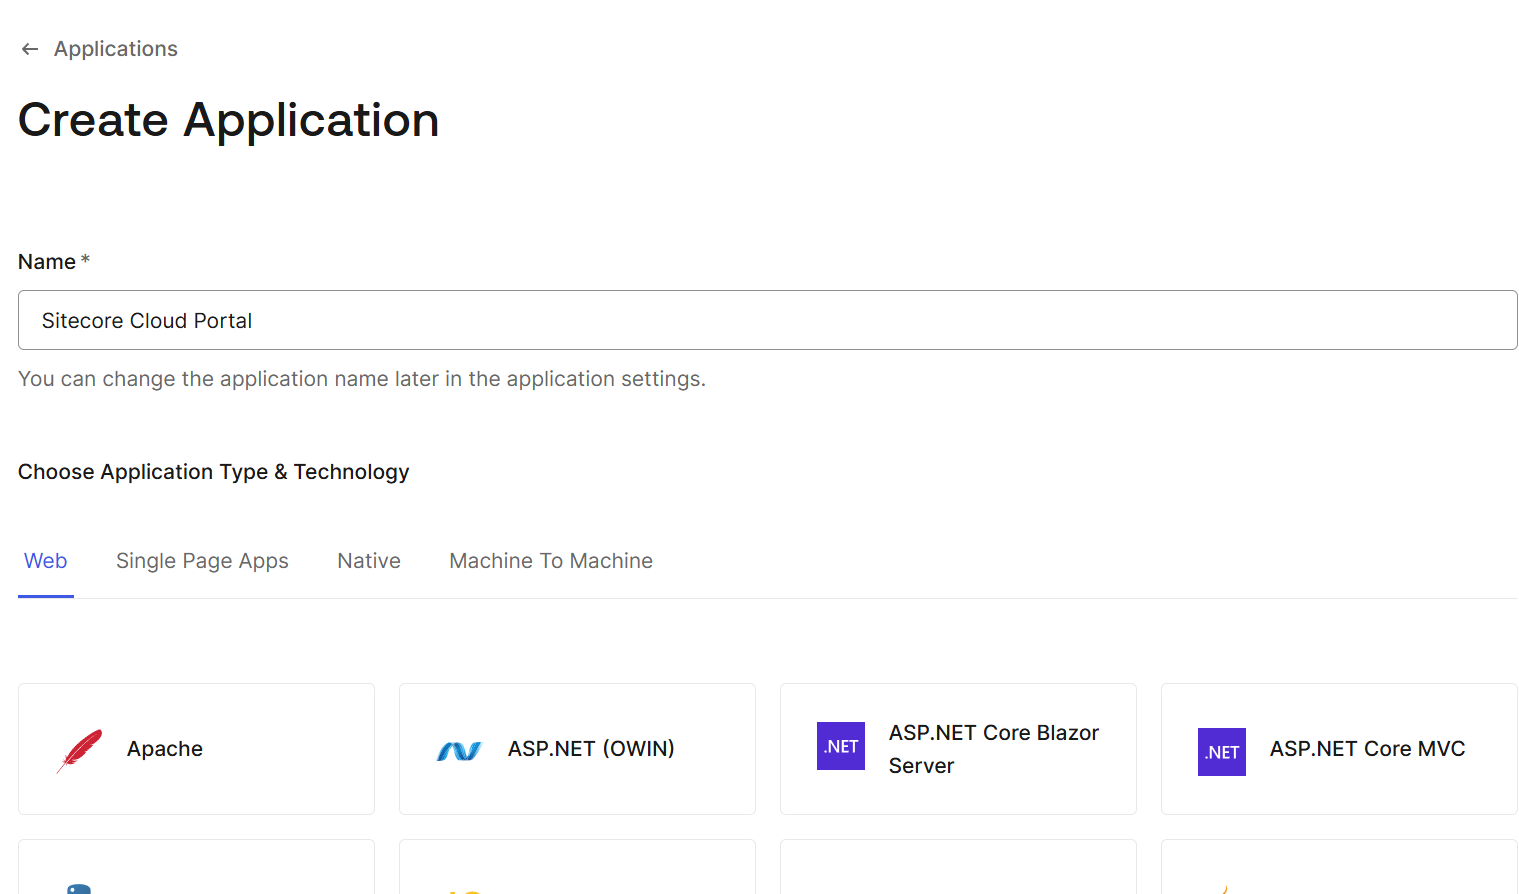 ← Applications
Create Application
Name *
Sitecore Cloud Portal
You can change the application name later in the application settings.
Choose Application Type & Technology
Web Single Page Apps Native Machine To Machine
Apache
ASP.NET (OWIN)
.NET
ASP.NET Core Blazor
Server
.NET
ASP.NET Core MVC